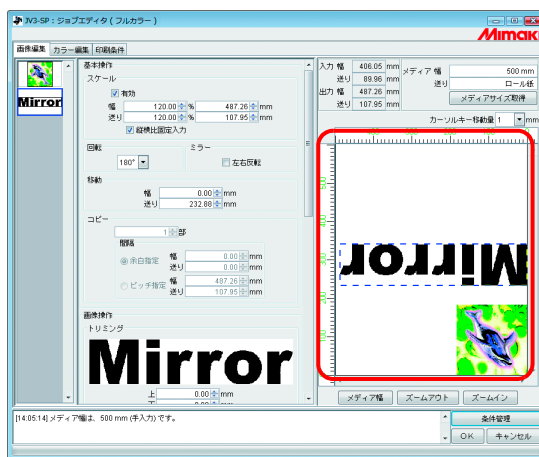 JV3-SP : ジョブエディタ ( フルカラー )
Mimaki
画像編集 カラー編集 印刷条件
Mirror
基本操作
スケール
有効
幅 120.00 % 487.26 mm
送り 120.00 % 107.95 mm
縦横比固定入力
回転 ミラー
180° 左右反転
移動
幅 0.00 mm
送り 232.88 mm
コピー
1 部
間隔
余白指定 幅 0.00 mm
送り 0.00 mm
ピッチ指定 幅 487.26 mm
送り 107.95 mm
画像操作
トリミング
Mirror
上 0.00 mm
入力 幅 406.05 mm
送り 89.96 mm
出力 幅 487.26 mm
送り 107.95 mm
メディア 幅 500 mm
送り ロール紙
メディアサイズ取得
カーソルキー移動量 1 mm
Mirror
メディア幅 ズームアウト ズームイン
[14:05:14] メディア幅は、500 mm (手入力) です。
条件管理
OK キャンセル